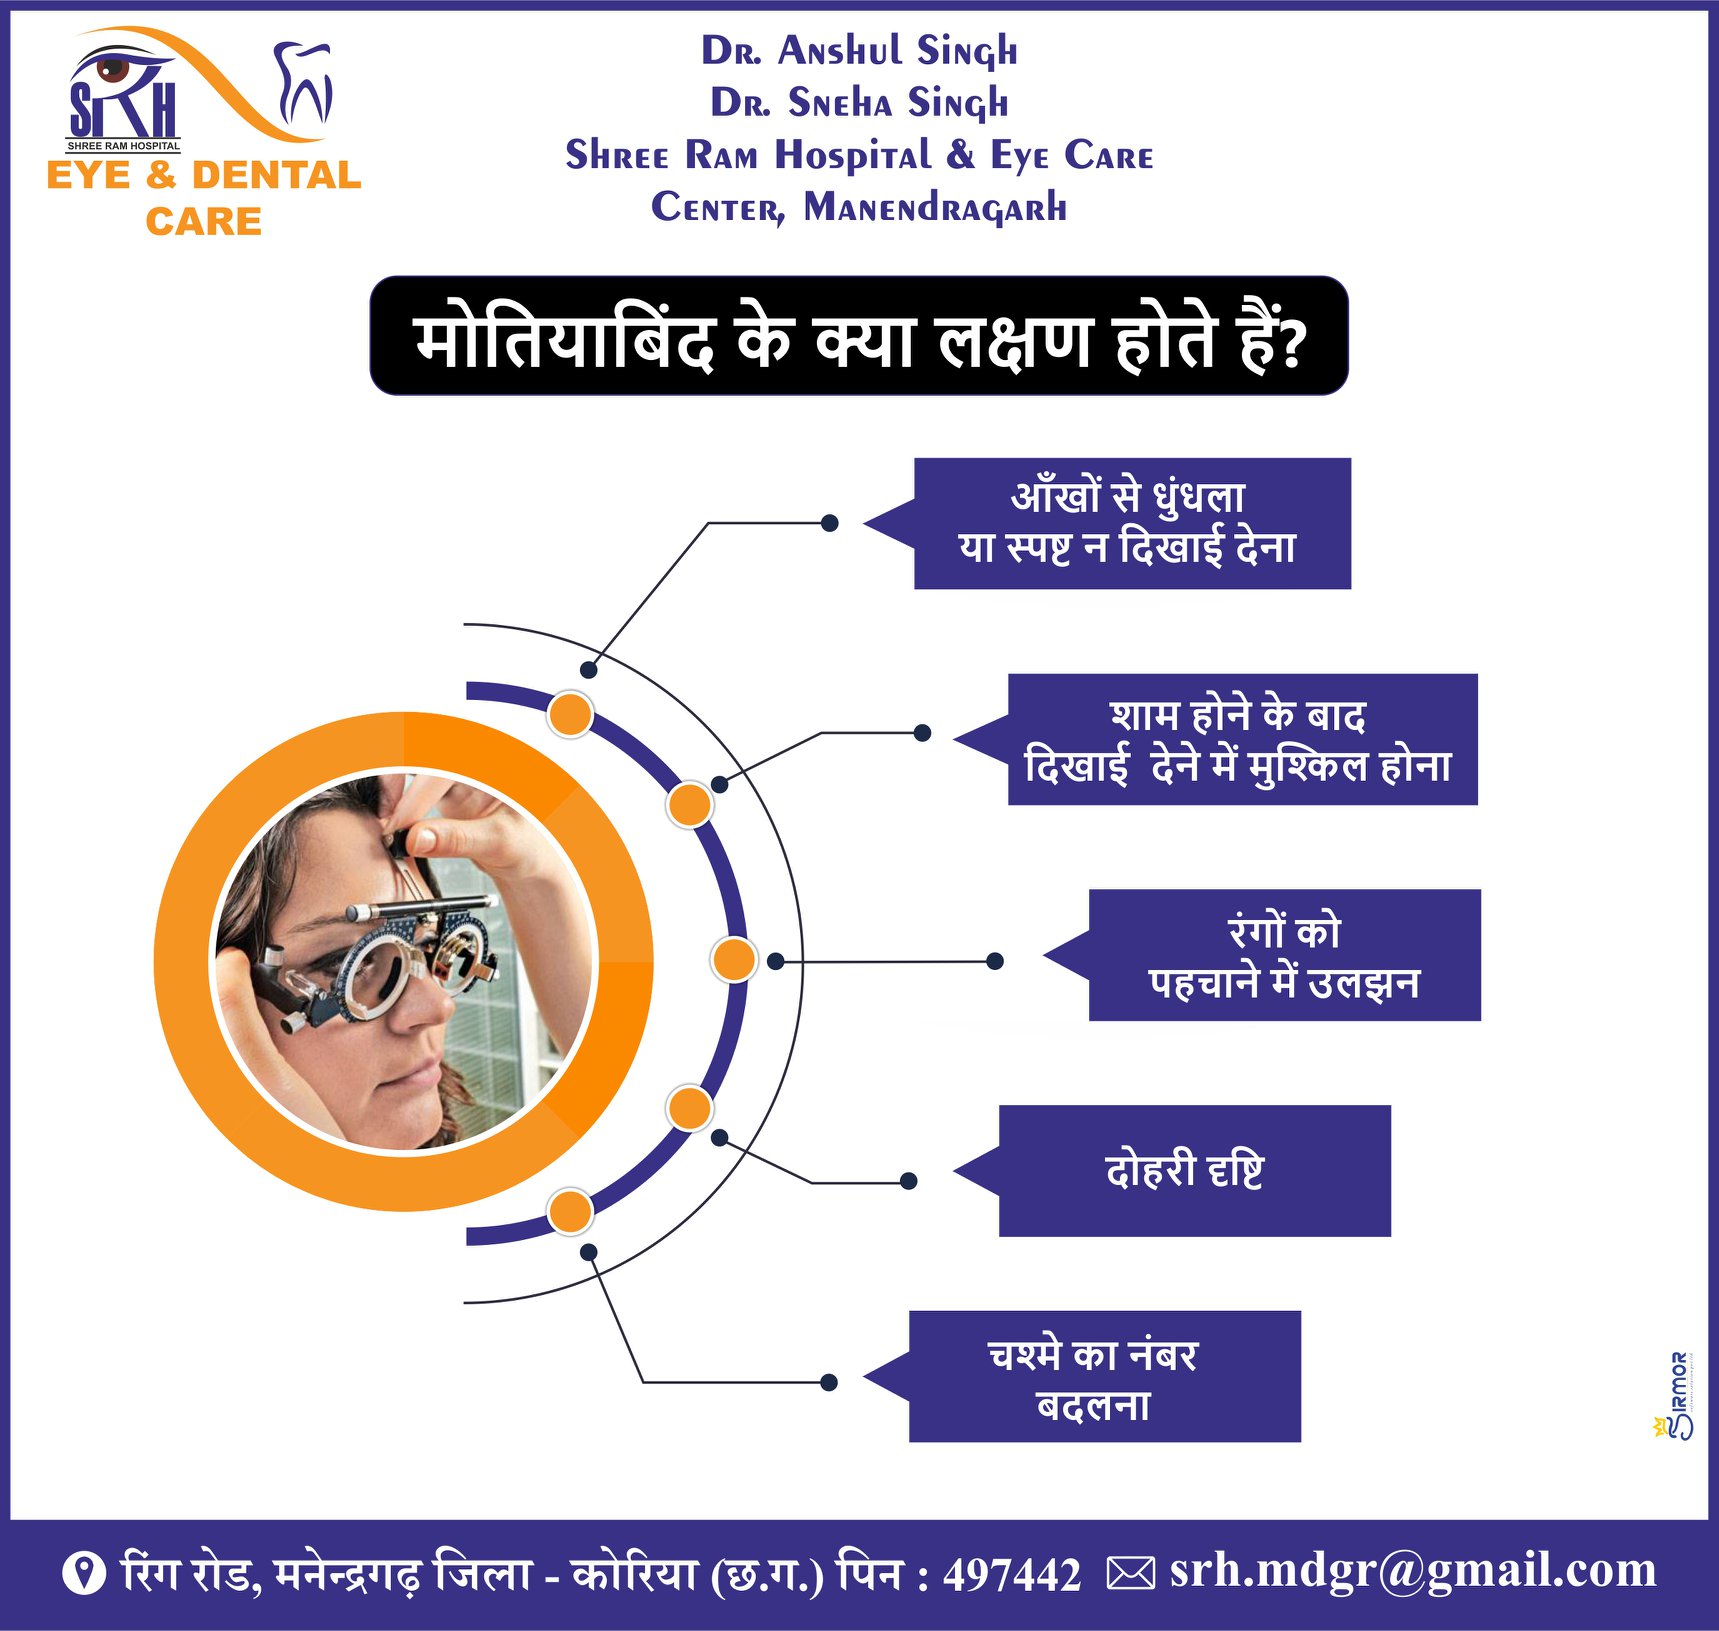 SRH
SHREE RAM HOSPITAL
EYE & DENTAL
CARE
Dr. Anshul Singh
Dr. Sneha Singh
Shree Ram Hospital & Eye Care
Center, Manendragarh
मोतियाबिंद के क्या लक्षण होते हैं?
आँखों से धुंधला
या स्पष्ट न दिखाई देना
शाम होने के बाद
दिखाई देने में मुश्किल होना
रंगों को
पहचाने में उलझन
दोहरी दृष्टि
चश्मे का नंबर
बदलना
SIRMOR
रिंग रोड, मनेन्द्रगढ़ जिला - कोरिया (छ.ग.) पिन : 497442 srh.mdgr@gmail.com